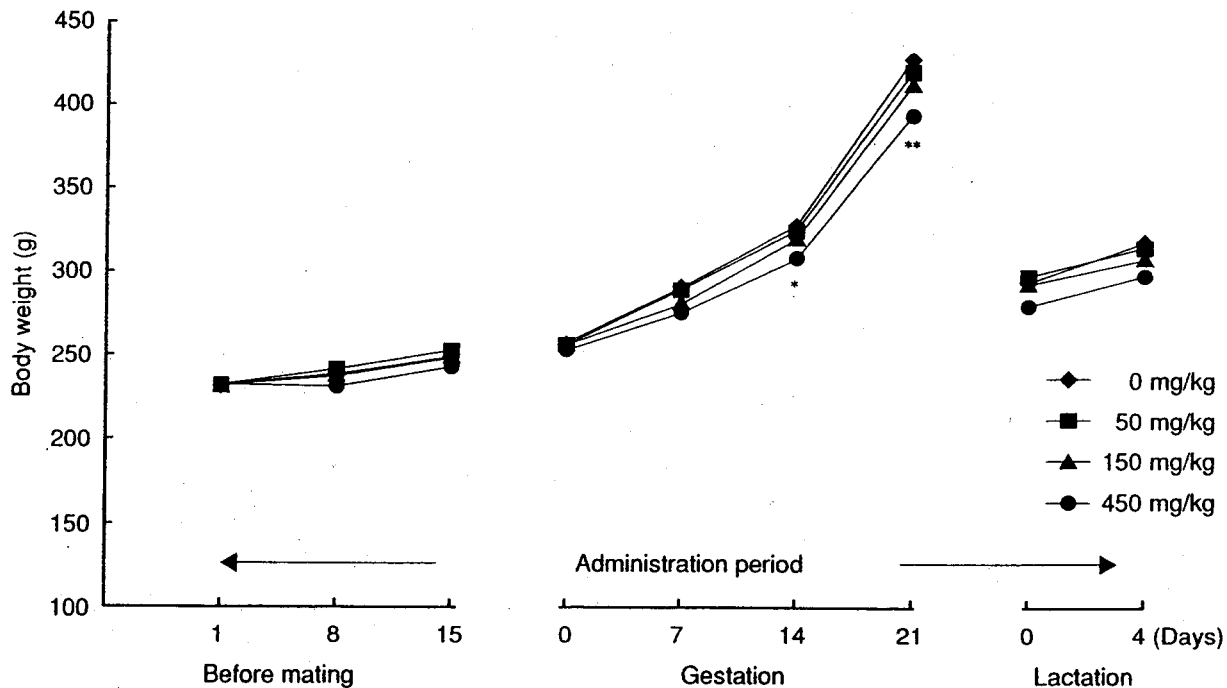 450
400
350
300
250
200
150
100
Body weight (g)
**
*
0 mg/kg
50 mg/kg
150 mg/kg
450 mg/kg
Administration period
1 8 15 0 7 14 21 0 4 (Days)
Before mating Gestation Lactation